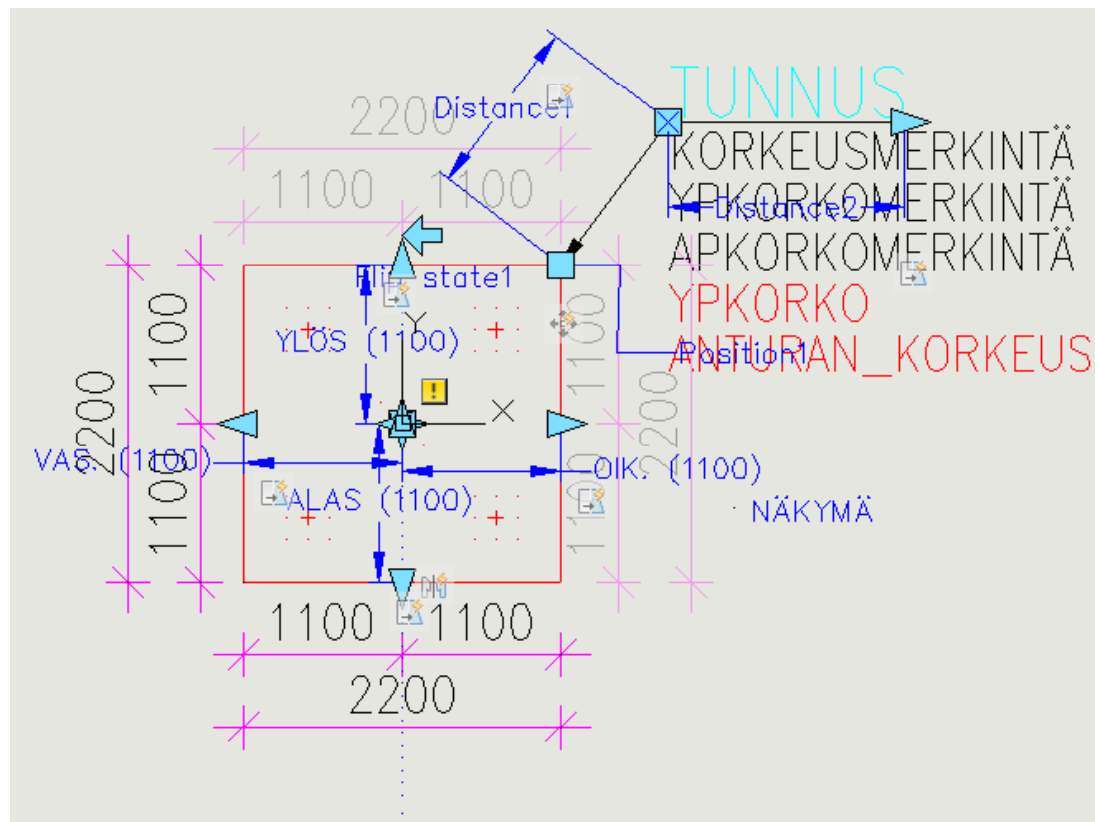 TUNNUS
Distance1
2200
KORKEUSMERKINTÄ
YPKORKOMERKINTÄ
Distance2
1100 1100
APKORKOMERKINTÄ
Flip state1
YPKORKO
Y
YLÖS (1100)
1100
1100
Position1
ANTURAN_KORKEUS
X
2200
2200
VAS. (1100)
OIK. (1100)
ALAS (1100)
1100
1100
NÄKYMÄ
1100 1100
2200